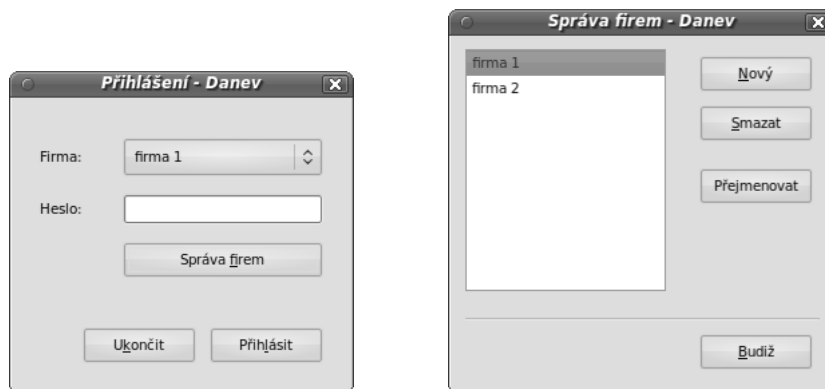 Přihlášení - Danev
Firma:
firma 1
Heslo:
Správa firem
Ukončit
Přihlásit
Správa firem - Danev
firma 1
firma 2
Nový
Smazat
Přejmenovat
Budiž